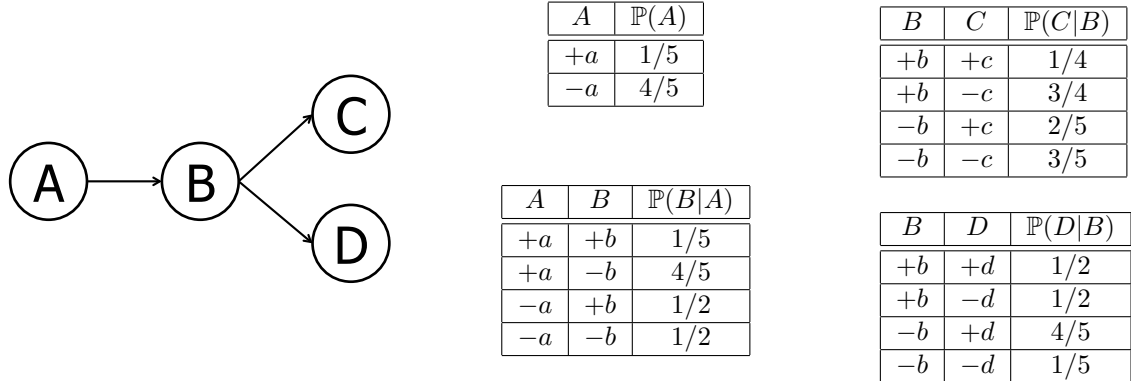 A
B
C
D
A ℙ(A)
+a 1/5
−a 4/5
A B ℙ(B|A)
+a +b 1/5
+a −b 4/5
−a +b 1/2
−a −b 1/2
B C ℙ(C|B)
+b +c 1/4
+b −c 3/4
−b +c 2/5
−b −c 3/5
B D ℙ(D|B)
+b +d 1/2
+b −d 1/2
−b +d 4/5
−b −d 1/5